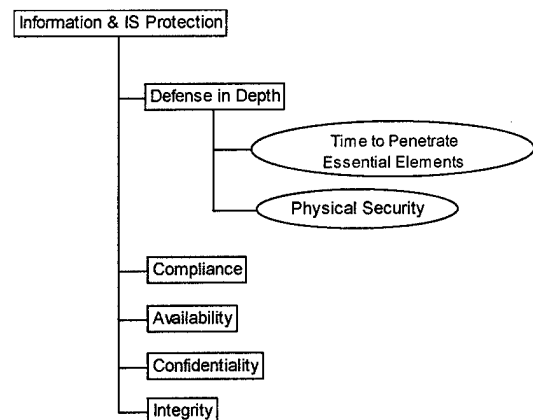 Information & IS Protection
Defense in Depth
Time to Penetrate
Essential Elements
Physical Security
Compliance
Availability
Confidentiality
Integrity